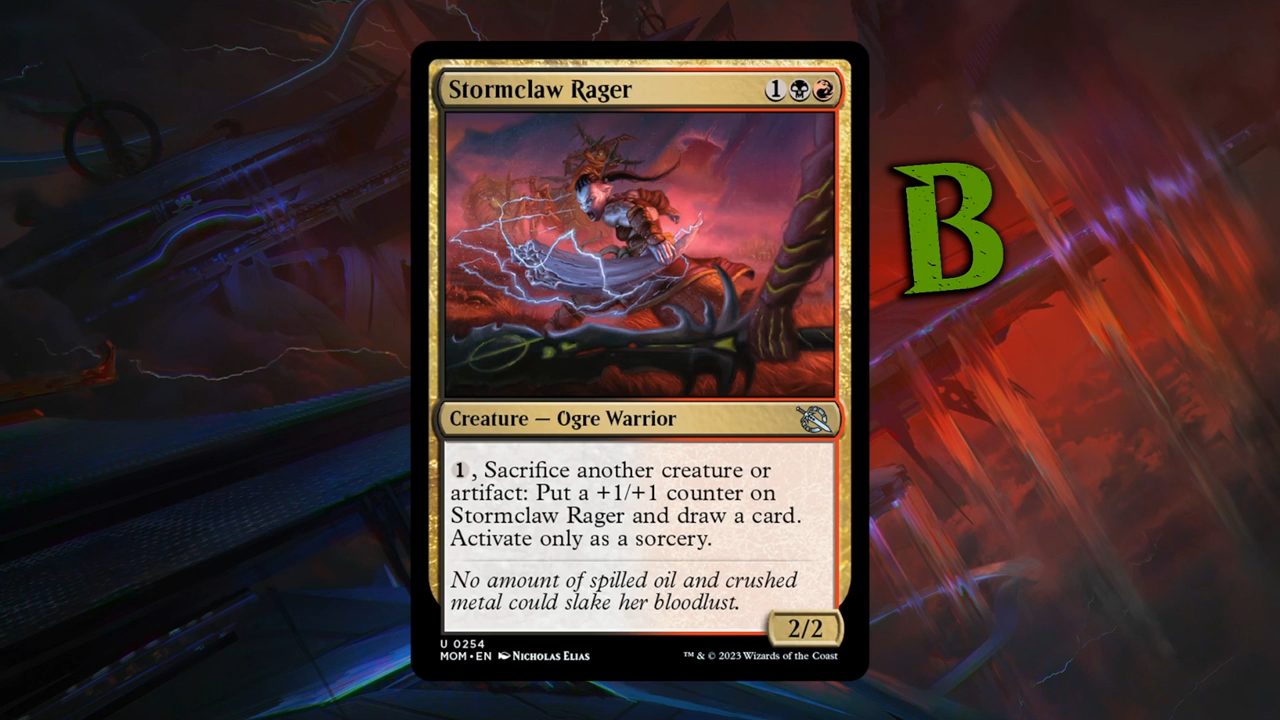 Stormclaw Rager 1
B
Creature — Ogre Warrior
1, Sacrifice another creature or
artifact: Put a +1/+1 counter on
Stormclaw Rager and draw a card.
Activate only as a sorcery.
No amount of spilled oil and crushed
metal could slake her bloodlust.
2/2
U 0254
MOM • EN Nicholas Elias ™ & © 2023 Wizards of the Coast